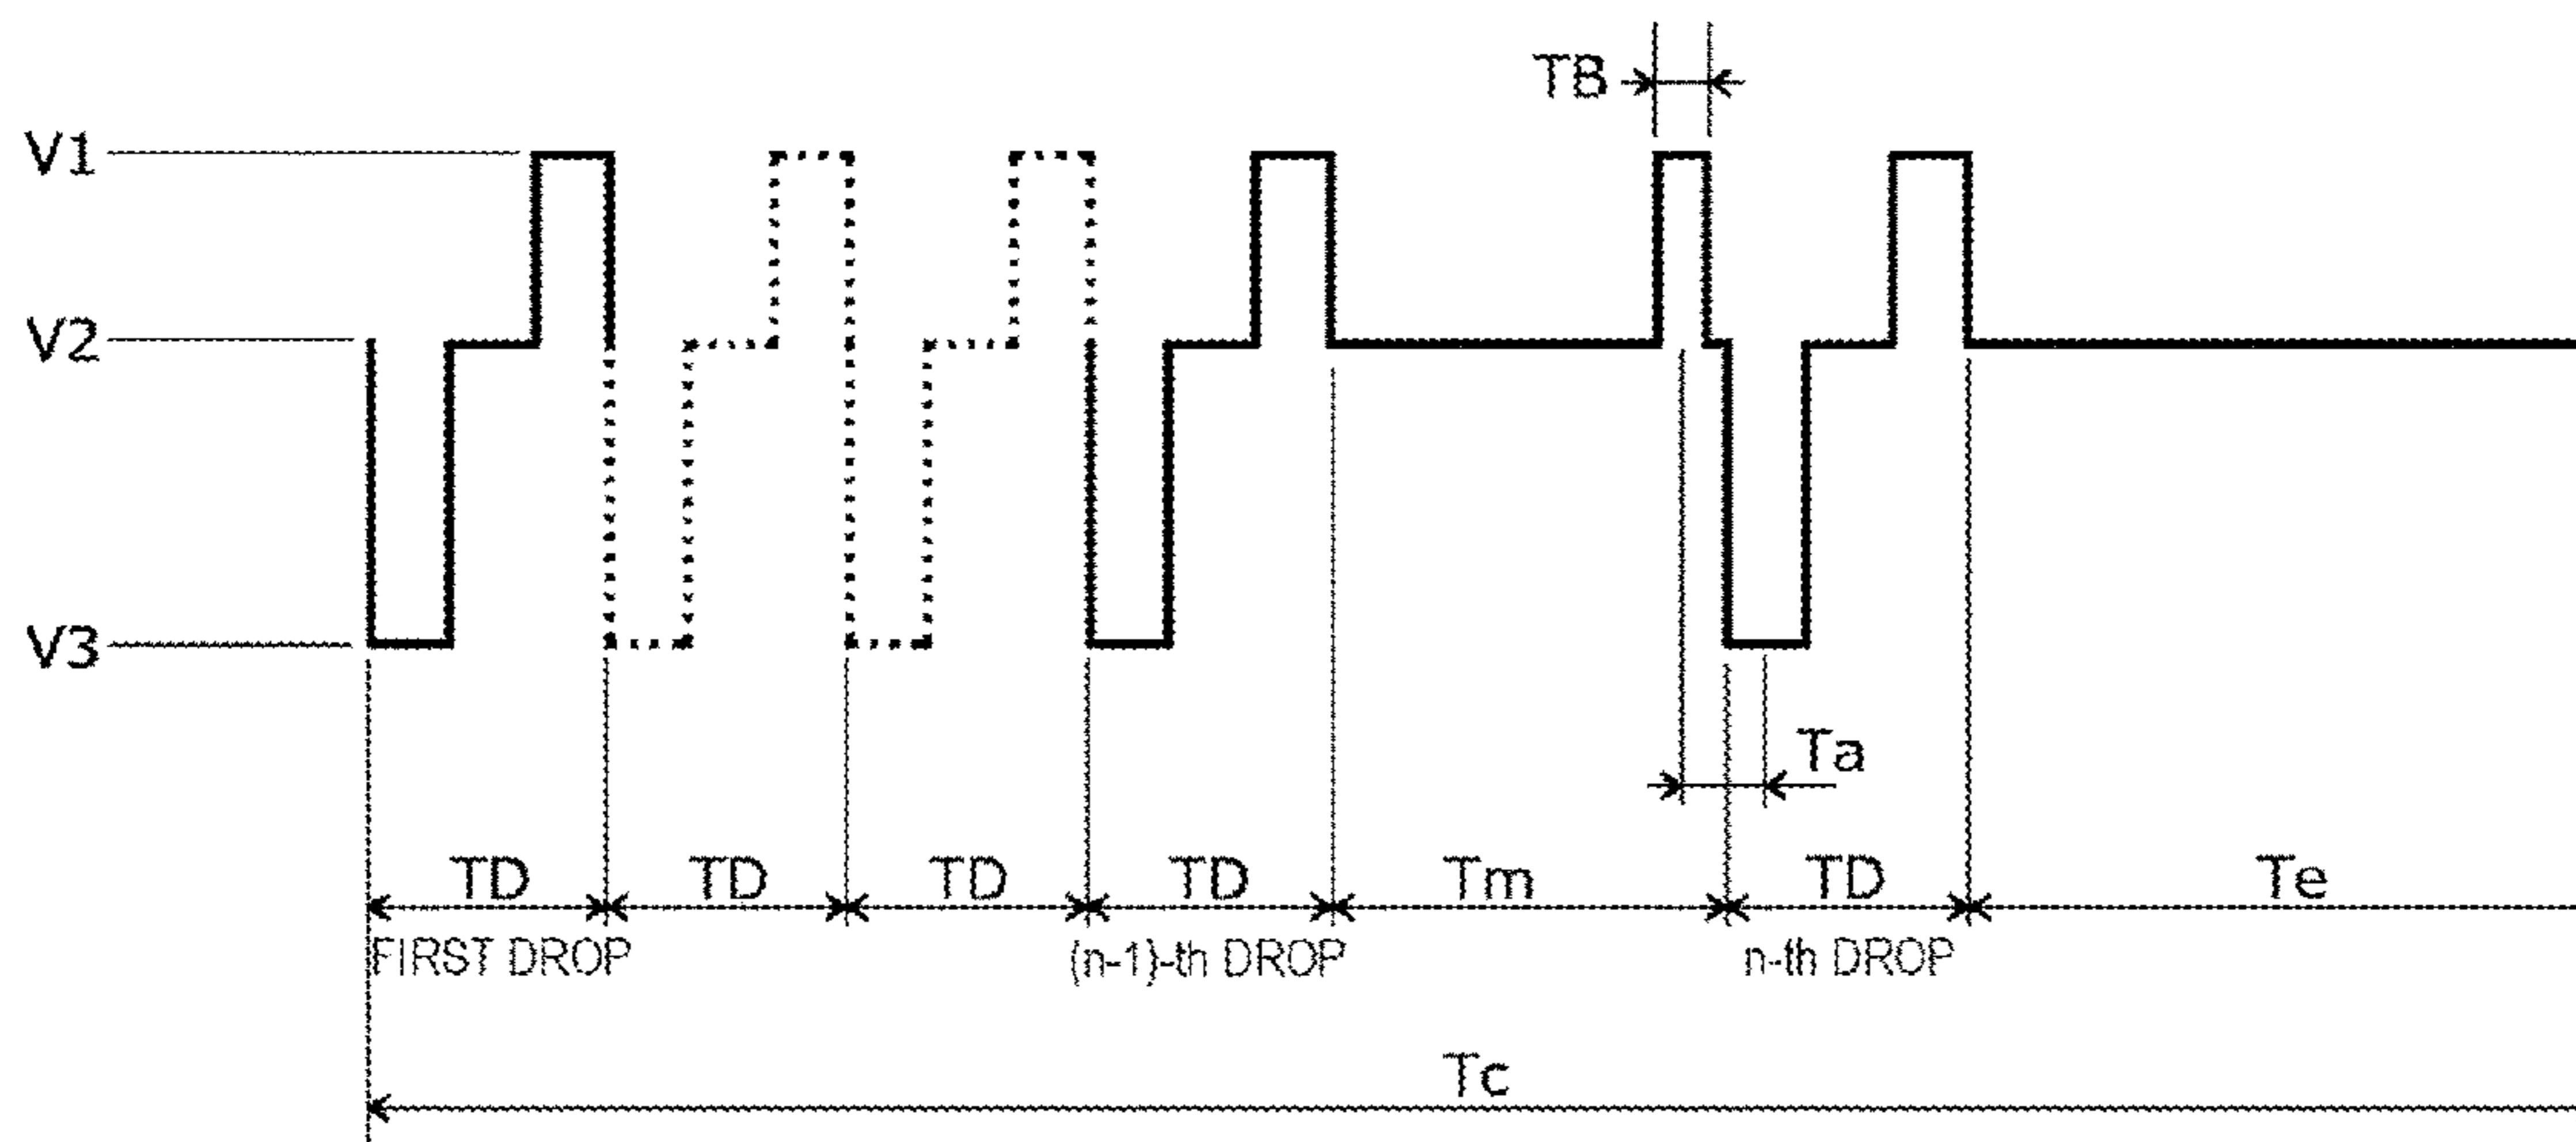 TB
V1
V2
V3
Ta
TD TD TD TD Tm TD Te
FIRST DROP (n-1)-th DROP n-th DROP
Tc